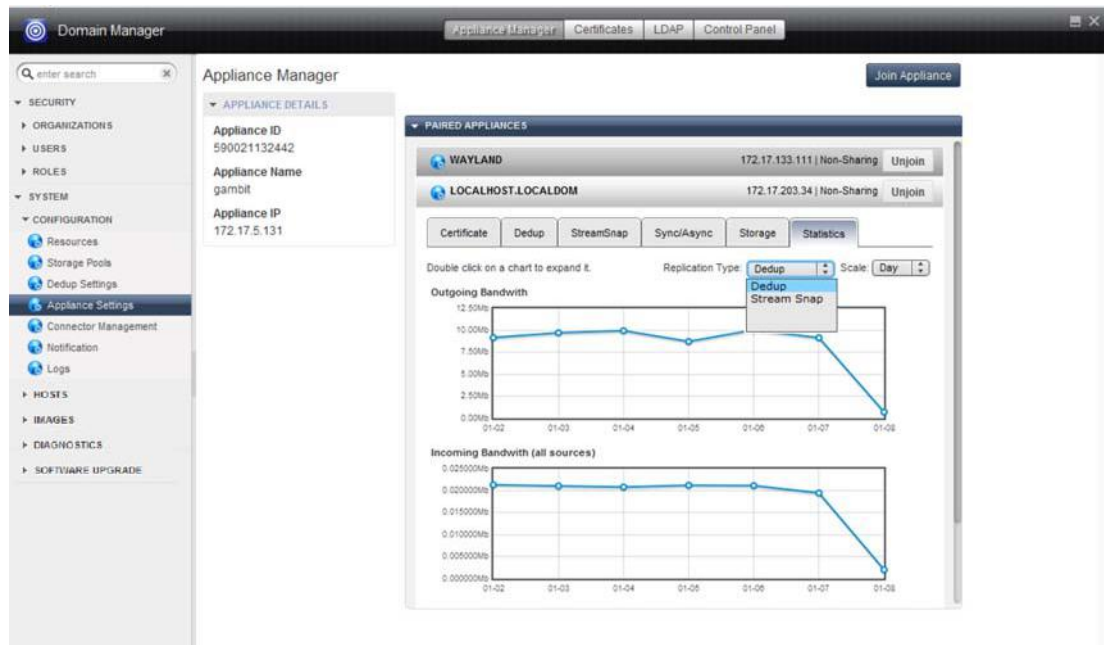 Domain Manager
Appliance Manager Certificates LDAP Control Panel
enter search
SECURITY
ORGANIZATIONS
USERS
ROLES
SYSTEM
CONFIGURATION
Resources
Storage Pools
Dedup Settings
Appliance Settings
Connector Management
Notification
Logs
HOSTS
IMAGES
DIAGNOSTICS
SOFTWARE UPGRADE
Appliance Manager
Join Appliance
APPLIANCE DETAILS
Appliance ID
590021132442
Appliance Name
gambit
Appliance IP
172.17.5.131
PAIRED APPLIANCES
WAYLAND 172.17.133.111 | Non-Sharing Unjoin
LOCALHOST.LOCALDOM 172.17.203.34 | Non-Sharing Unjoin
Certificate Dedup StreamSnap Sync/Async Storage Statistics
Double click on a chart to expand it. Replication Type: Dedup Scale: Day
Dedup
Stream Snap
Outgoing Bandwith
12.50Mb
10.00Mb
7.50Mb
5.00Mb
2.50Mb
0.00Mb
01-02 01-03 01-04 01-05 01-06 01-07 01-08
Incoming Bandwith (all sources)
0.025000Mb
0.020000Mb
0.015000Mb
0.010000Mb
0.005000Mb
0.000000Mb
01-02 01-03 01-04 01-05 01-06 01-07 01-08